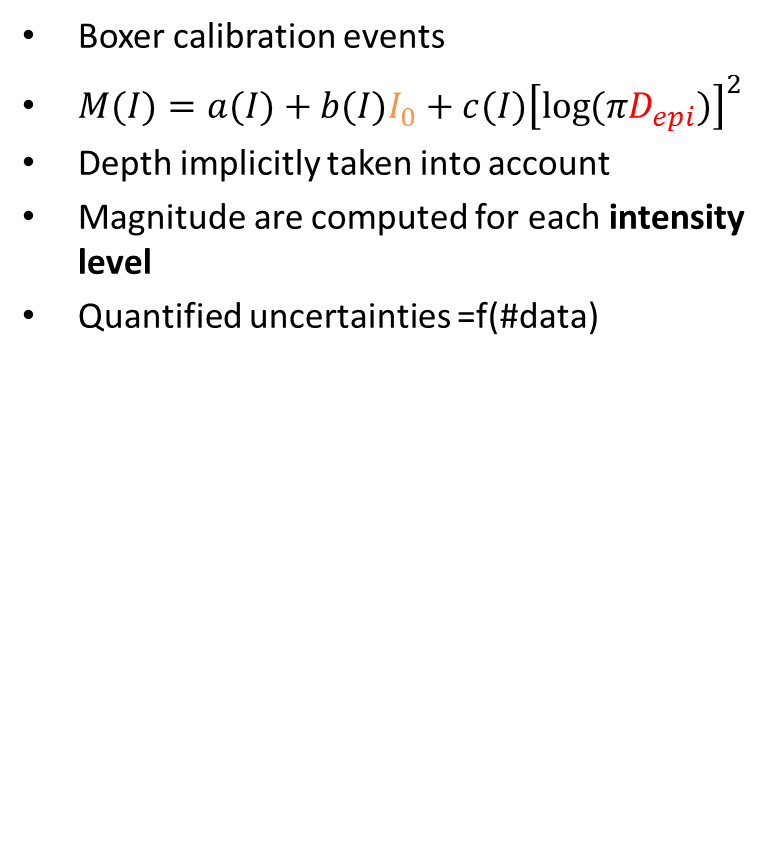 • Boxer calibration events
• M(I) = a(I) + b(I)I₀ + c(I)[log(πD_epi)]²
• Depth implicitly taken into account
• Magnitude are computed for each intensity
level
• Quantified uncertainties =f(#data)